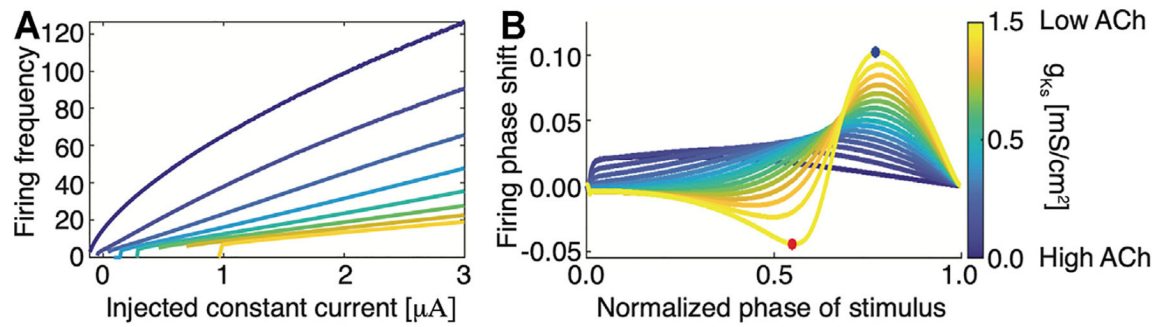 A
Firing frequency
120
100
80
60
40
20
0
0
1
2
3
Injected constant current [μA]
B
Firing phase shift
0.10
0.05
0.00
-0.05
0.0
0.5
1.0
Normalized phase of stimulus
1.5
0.5
0.0
Low ACh
gKs [mS/cm²]
High ACh